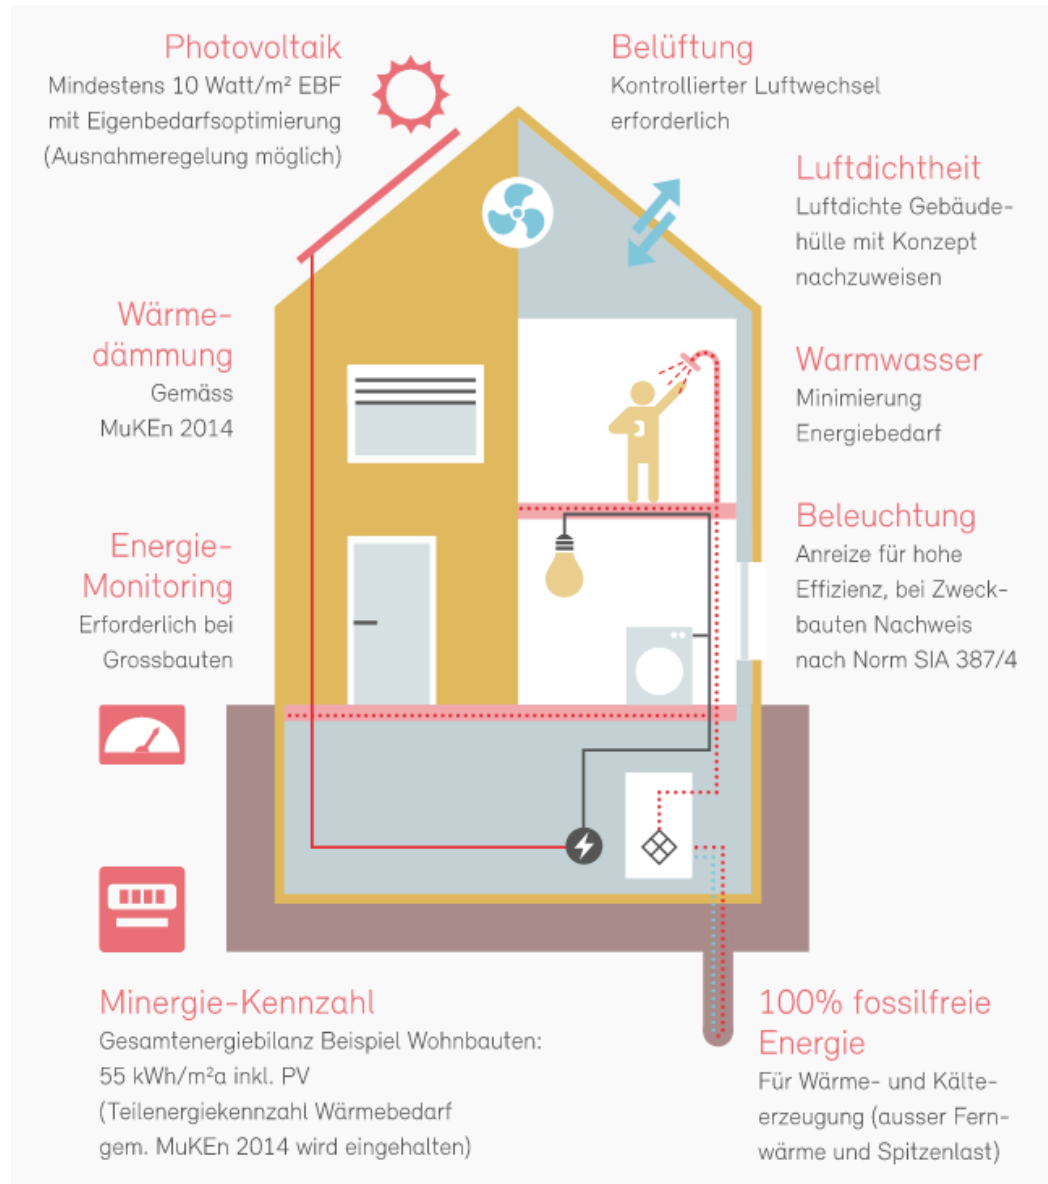 Photovoltaik
Mindestens 10 Watt/m² EBF
mit Eigenbedarfsoptimierung
(Ausnahmeregelung möglich)
Belüftung
Kontrollierter Luftwechsel
erforderlich
Luftdichtheit
Luftdichte Gebäude-
hülle mit Konzept
nachzuweisen
Wärme-
dämmung
Gemäss
MuKEn 2014
Warmwasser
Minimierung
Energiebedarf
Energie-
Monitoring
Erforderlich bei
Grossbauten
Beleuchtung
Anreize für hohe
Effizienz, bei Zweck-
bauten Nachweis
nach Norm SIA 387/4
Minergie-Kennzahl
Gesamtenergiebilanz Beispiel Wohnbauten:
55 kWh/m²a inkl. PV
(Teilenergiekennzahl Wärmebedarf
gem. MuKEn 2014 wird eingehalten)
100% fossilfreie
Energie
Für Wärme- und Kälte-
erzeugung (ausser Fern-
wärme und Spitzenlast)